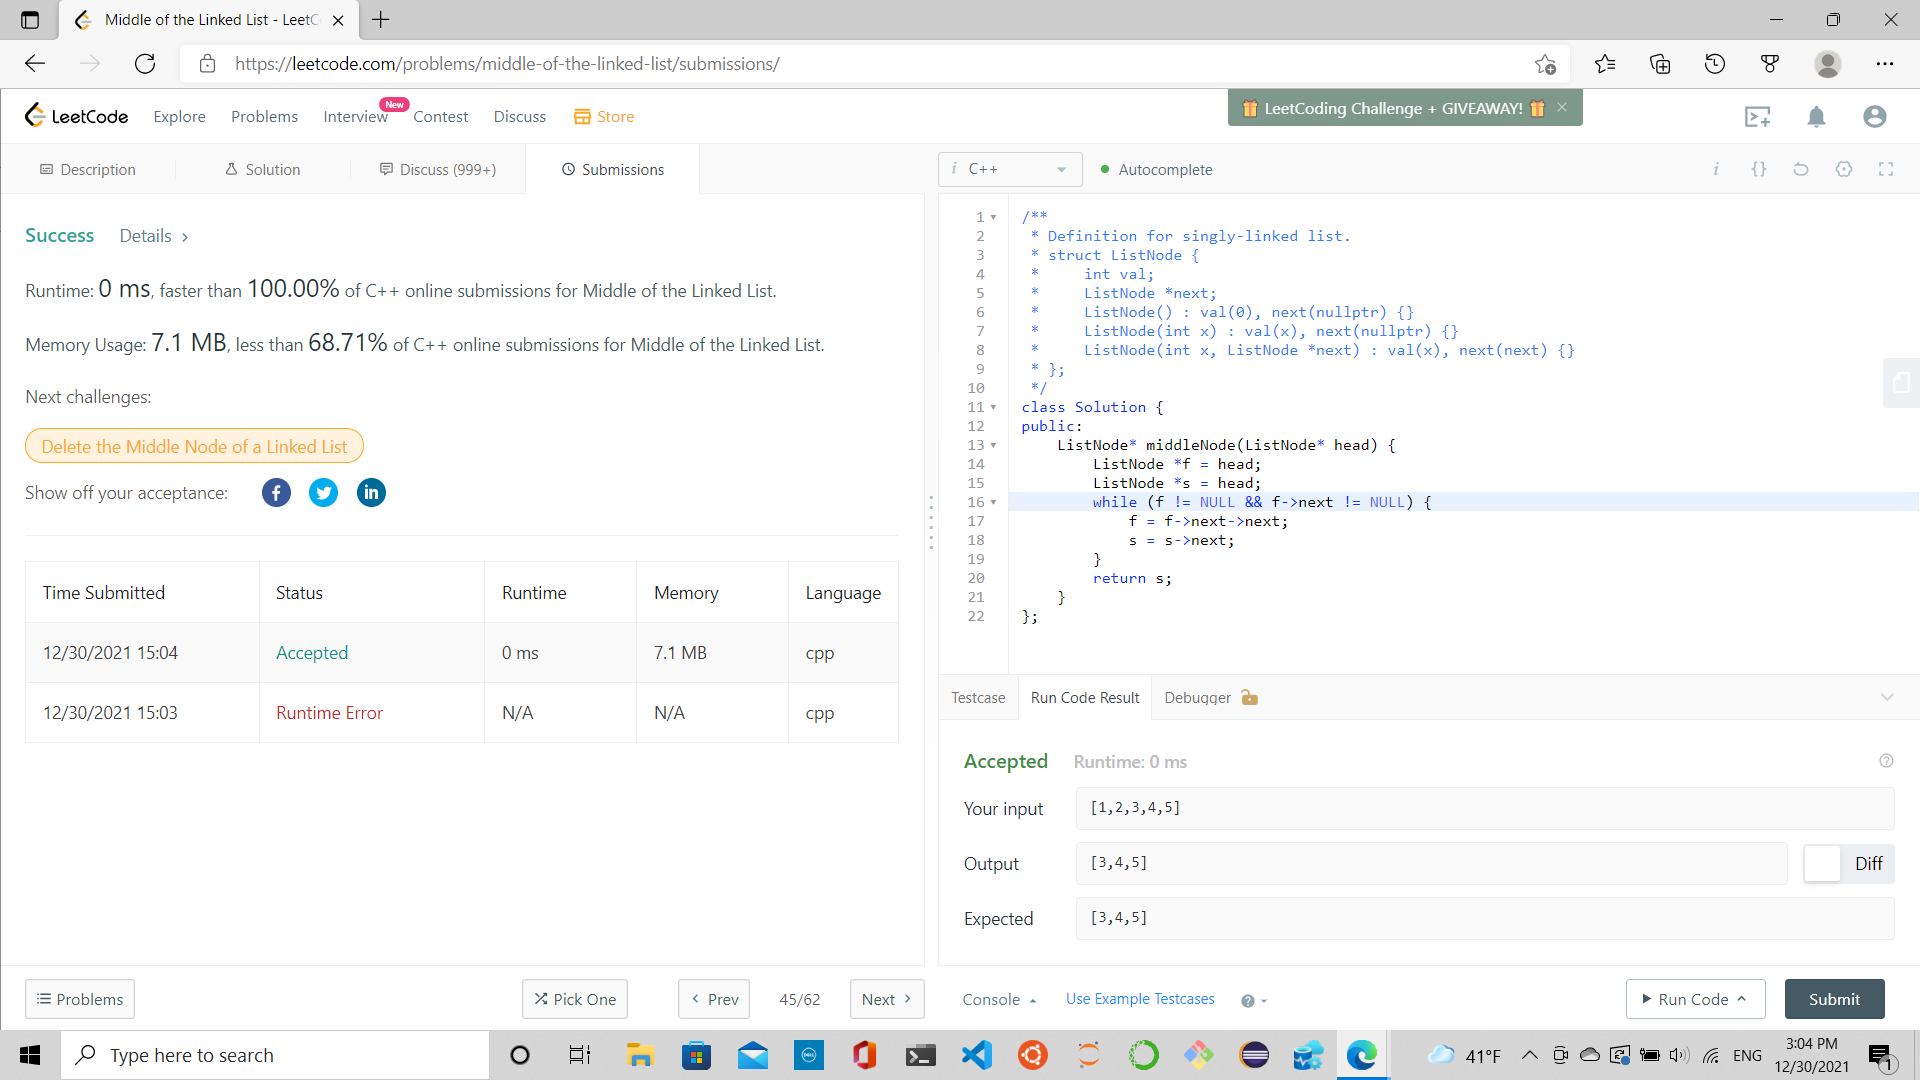 Middle of the Linked List - LeetC
https://leetcode.com/problems/middle-of-the-linked-list/submissions/
LeetCode Explore Problems Interview New Contest Discuss Store
LeetCoding Challenge + GIVEAWAY!
Description Solution Discuss (999+) Submissions
i C++ Autocomplete i {}
Success Details >
Runtime: 0 ms, faster than 100.00% of C++ online submissions for Middle of the Linked List.
Memory Usage: 7.1 MB, less than 68.71% of C++ online submissions for Middle of the Linked List.
Next challenges:
Delete the Middle Node of a Linked List
Show off your acceptance:
Time Submitted Status Runtime Memory Language
12/30/2021 15:04 Accepted 0 ms 7.1 MB cpp
12/30/2021 15:03 Runtime Error N/A N/A cpp
1 /**
2 * Definition for singly-linked list.
3 * struct ListNode {
4 *     int val;
5 *     ListNode *next;
6 *     ListNode() : val(0), next(nullptr) {}
7 *     ListNode(int x) : val(x), next(nullptr) {}
8 *     ListNode(int x, ListNode *next) : val(x), next(next) {}
9 * };
10 */
11 class Solution {
12 public:
13     ListNode* middleNode(ListNode* head) {
14         ListNode *f = head;
15         ListNode *s = head;
16         while (f != NULL && f->next != NULL) {
17             f = f->next->next;
18             s = s->next;
19         }
20         return s;
21     }
22 };
Testcase Run Code Result Debugger
Accepted Runtime: 0 ms
Your input [1,2,3,4,5]
Output [3,4,5] Diff
Expected [3,4,5]
Problems Pick One Prev 45/62 Next
Console Use Example Testcases Run Code Submit
Type here to search
DELL
41°F ENG
3:04 PM
12/30/2021
1